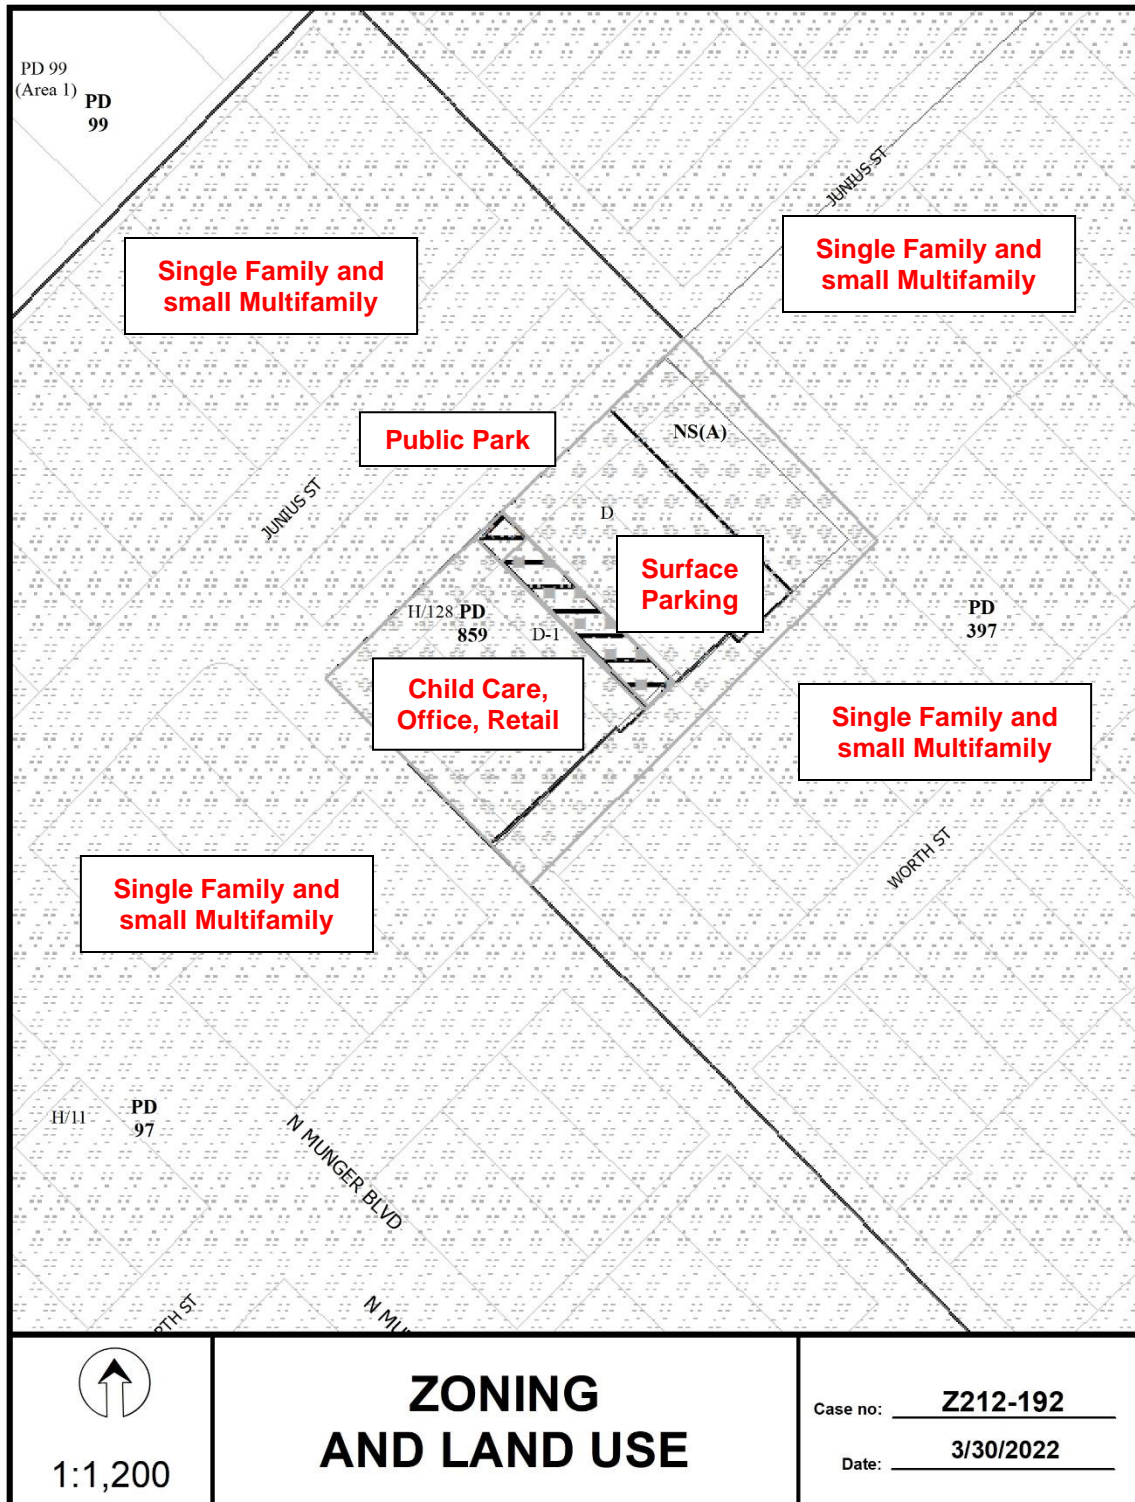 PD 99
(Area 1)
PD
99
JUNIUS ST
Single Family and
small Multifamily
Single Family and
small Multifamily
Public Park
NS(A)
JUNIUS ST
D
Surface
Parking
H/128
PD
859
D-1
PD
397
Child Care,
Office, Retail
Single Family and
small Multifamily
WORTH ST
Single Family and
small Multifamily
H/11
PD
97
N MUNGER BLVD
ST
N
1:1,200
ZONING
AND LAND USE
Case no: Z212-192
Date: 3/30/2022